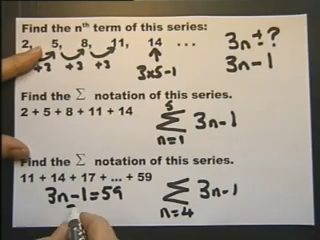 Find the nth term of this series:
2, 5, 8, 11, 14 ... 3n ± ?
+3 +3 +3 3×5-1 3n-1
Find the Σ notation of this series.
2 + 5 + 8 + 11 + 14
5
Σ 3n-1
n=1
Find the Σ notation of this series.
11 + 14 + 17 + ... + 59
3n-1=59 Σ 3n-1
n=4